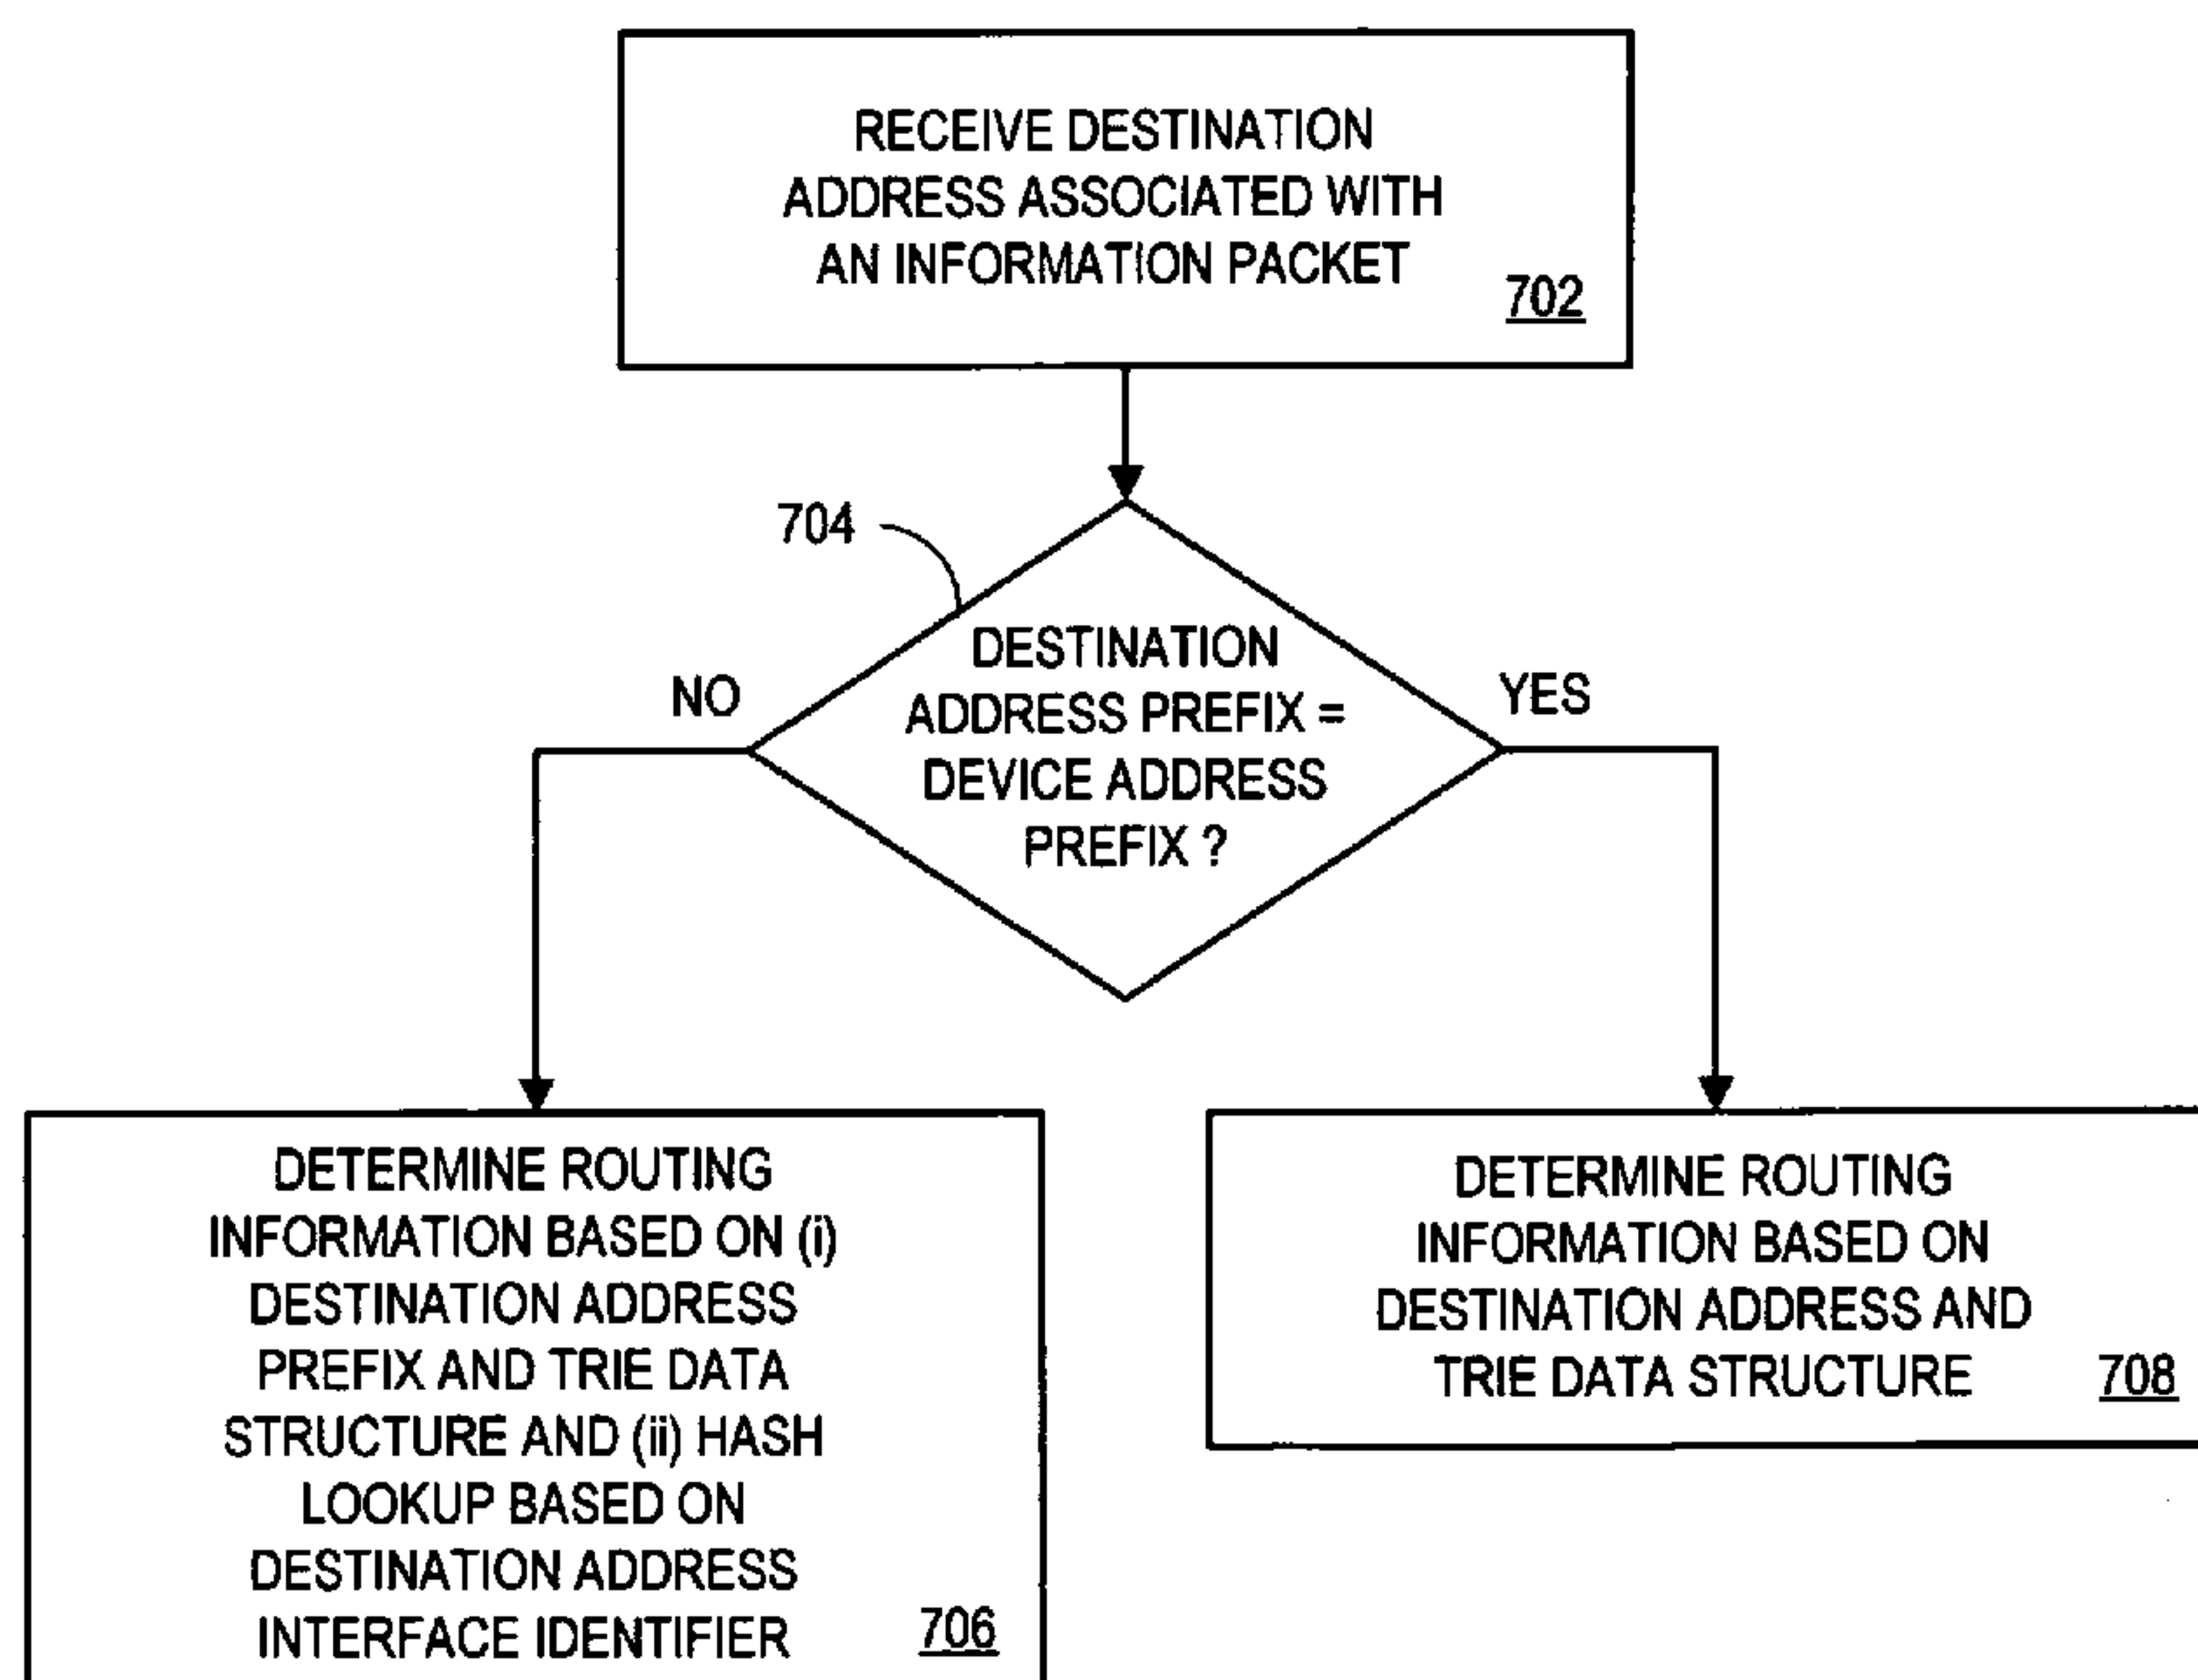 RECEIVE DESTINATION
ADDRESS ASSOCIATED WITH
AN INFORMATION PACKET
702
704
DESTINATION
ADDRESS PREFIX =
DEVICE ADDRESS
PREFIX ?
NO
YES
DETERMINE ROUTING
INFORMATION BASED ON (i)
DESTINATION ADDRESS
PREFIX AND TRIE DATA
STRUCTURE AND (ii) HASH
LOOKUP BASED ON
DESTINATION ADDRESS
INTERFACE IDENTIFIER
706
DETERMINE ROUTING
INFORMATION BASED ON
DESTINATION ADDRESS AND
TRIE DATA STRUCTURE
708